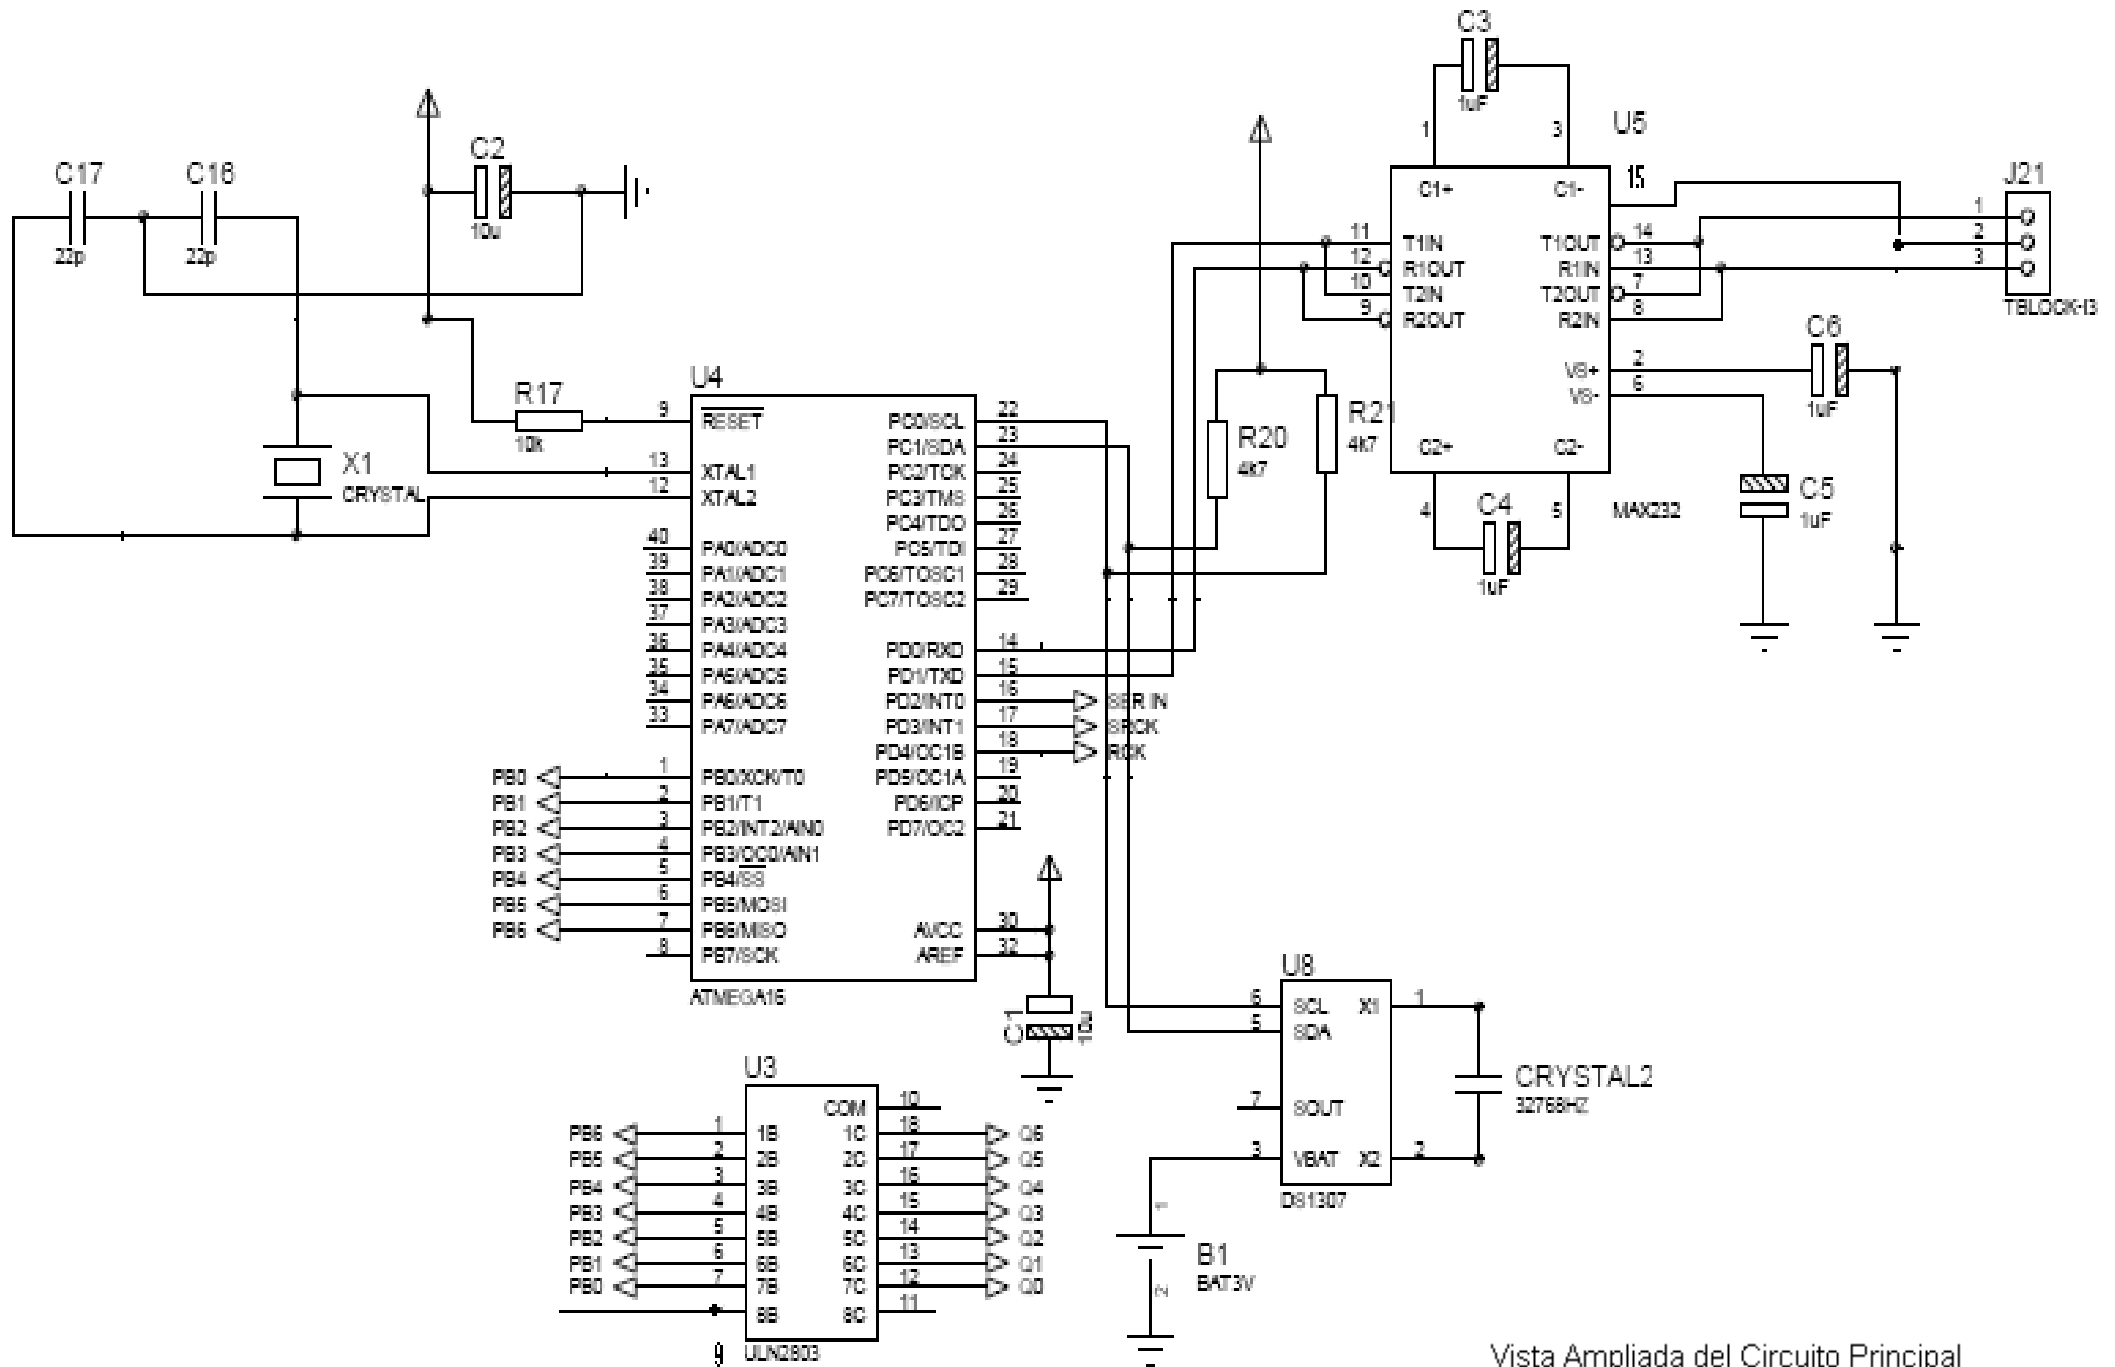 C3
1uF
1
3
U5
C17
22p
C16
22p
C2
10u
C1+
C1-
15
J21
1
2
3
TBLOCK-I3
11
12
10
9
T1IN
R1OUT
T2IN
R2OUT
T1OUT
R1IN
T2OUT
R2IN
14
13
7
8
VS+
VS-
2
6
C6
1uF
C2+
C2-
4
5
MAX232
C4
1uF
C5
1uF
R20
4k7
R21
4k7
R17
10k
X1
CRYSTAL
U4
9
RESET
13
XTAL1
12
XTAL2
40
PA0/ADC0
39
PA1/ADC1
38
PA2/ADC2
37
PA3/ADC3
36
PA4/ADC4
35
PA5/ADC5
34
PA6/ADC6
33
PA7/ADC7
PB0
1
PB0/XCK/T0
PB1
2
PB1/T1
PB2
3
PB2/INT2/AIN0
PB3
4
PB3/OC0/AIN1
PB4
5
PB4/SS
PB5
6
PB5/MOSI
PB6
7
PB6/MISO
8
PB7/SCK
PC0/SCL
22
PC1/SDA
23
PC2/TCK
24
PC3/TMS
25
PC4/TDO
26
PC5/TDI
27
PC6/TOSC1
28
PC7/TOSC2
29
PD0/RXD
14
PD1/TXD
15
PD2/INT0
16
SER IN
PD3/INT1
17
SRCK
PD4/OC1B
18
RCK
PD5/OC1A
19
PD6/ICP
20
PD7/OC2
21
AVCC
30
AREF
32
ATMEGA16
C1
10u
U8
6
SCL
X1
1
5
SDA
7
SOUT
3
VBAT
X2
2
DS1307
CRYSTAL2
32768HZ
1
B1
BAT3V
2
U3
COM
10
PB6
1
1B
1C
18
Q6
PB5
2
2B
2C
17
Q5
PB4
3
3B
3C
16
Q4
PB3
4
4B
4C
15
Q3
PB2
5
5B
5C
14
Q2
PB1
6
6B
6C
13
Q1
PB0
7
7B
7C
12
Q0
8B
8C
11
9
ULN2803
Vista Ampliada del Circuito Principal